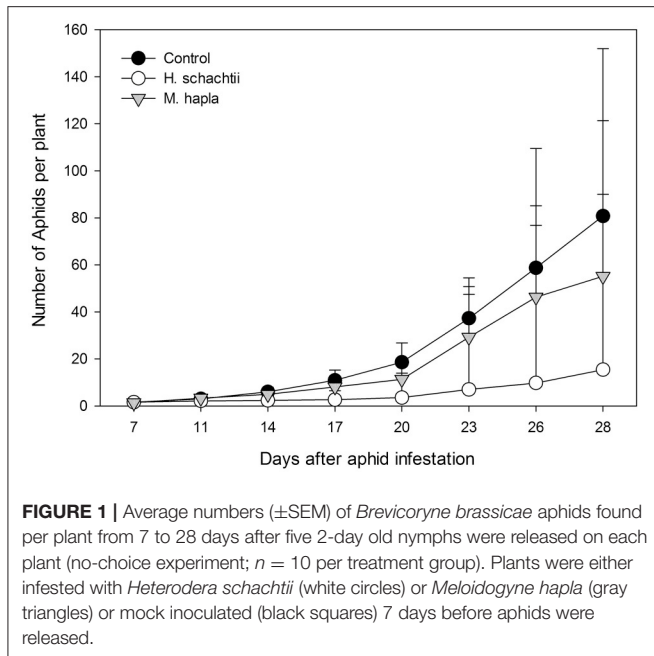 160
140
120
100
80
60
40
20
0
Number of Aphids per plant
Control
H. schachtii
M. hapla
7 11 14 17 20 23 26 28
Days after aphid infestation
FIGURE 1 | Average numbers (±SEM) of Brevicoryne brassicae aphids found
per plant from 7 to 28 days after five 2-day old nymphs were released on each
plant (no-choice experiment; n = 10 per treatment group). Plants were either
infested with Heterodera schachtii (white circles) or Meloidogyne hapla (gray
triangles) or mock inoculated (black squares) 7 days before aphids were
released.